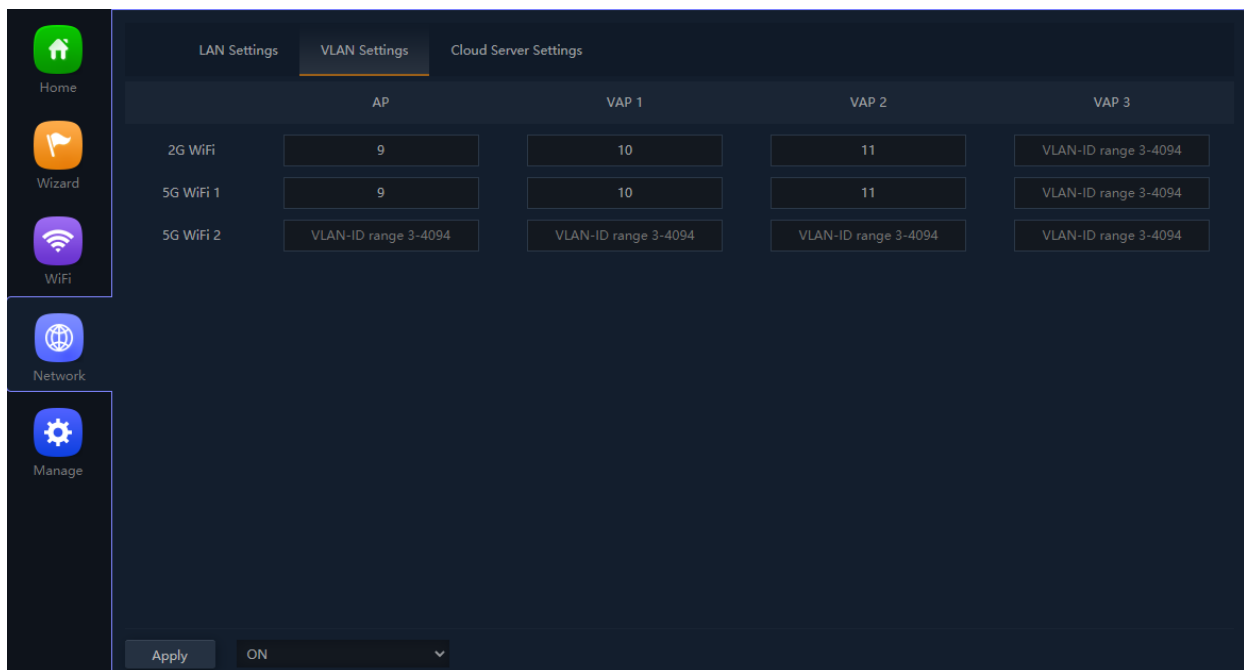 Home
Wizard
WiFi
Network
Manage
LAN Settings VLAN Settings Cloud Server Settings
AP VAP 1 VAP 2 VAP 3
2G WiFi 9 10 11 VLAN-ID range 3-4094
5G WiFi 1 9 10 11 VLAN-ID range 3-4094
5G WiFi 2 VLAN-ID range 3-4094 VLAN-ID range 3-4094 VLAN-ID range 3-4094 VLAN-ID range 3-4094
Apply ON